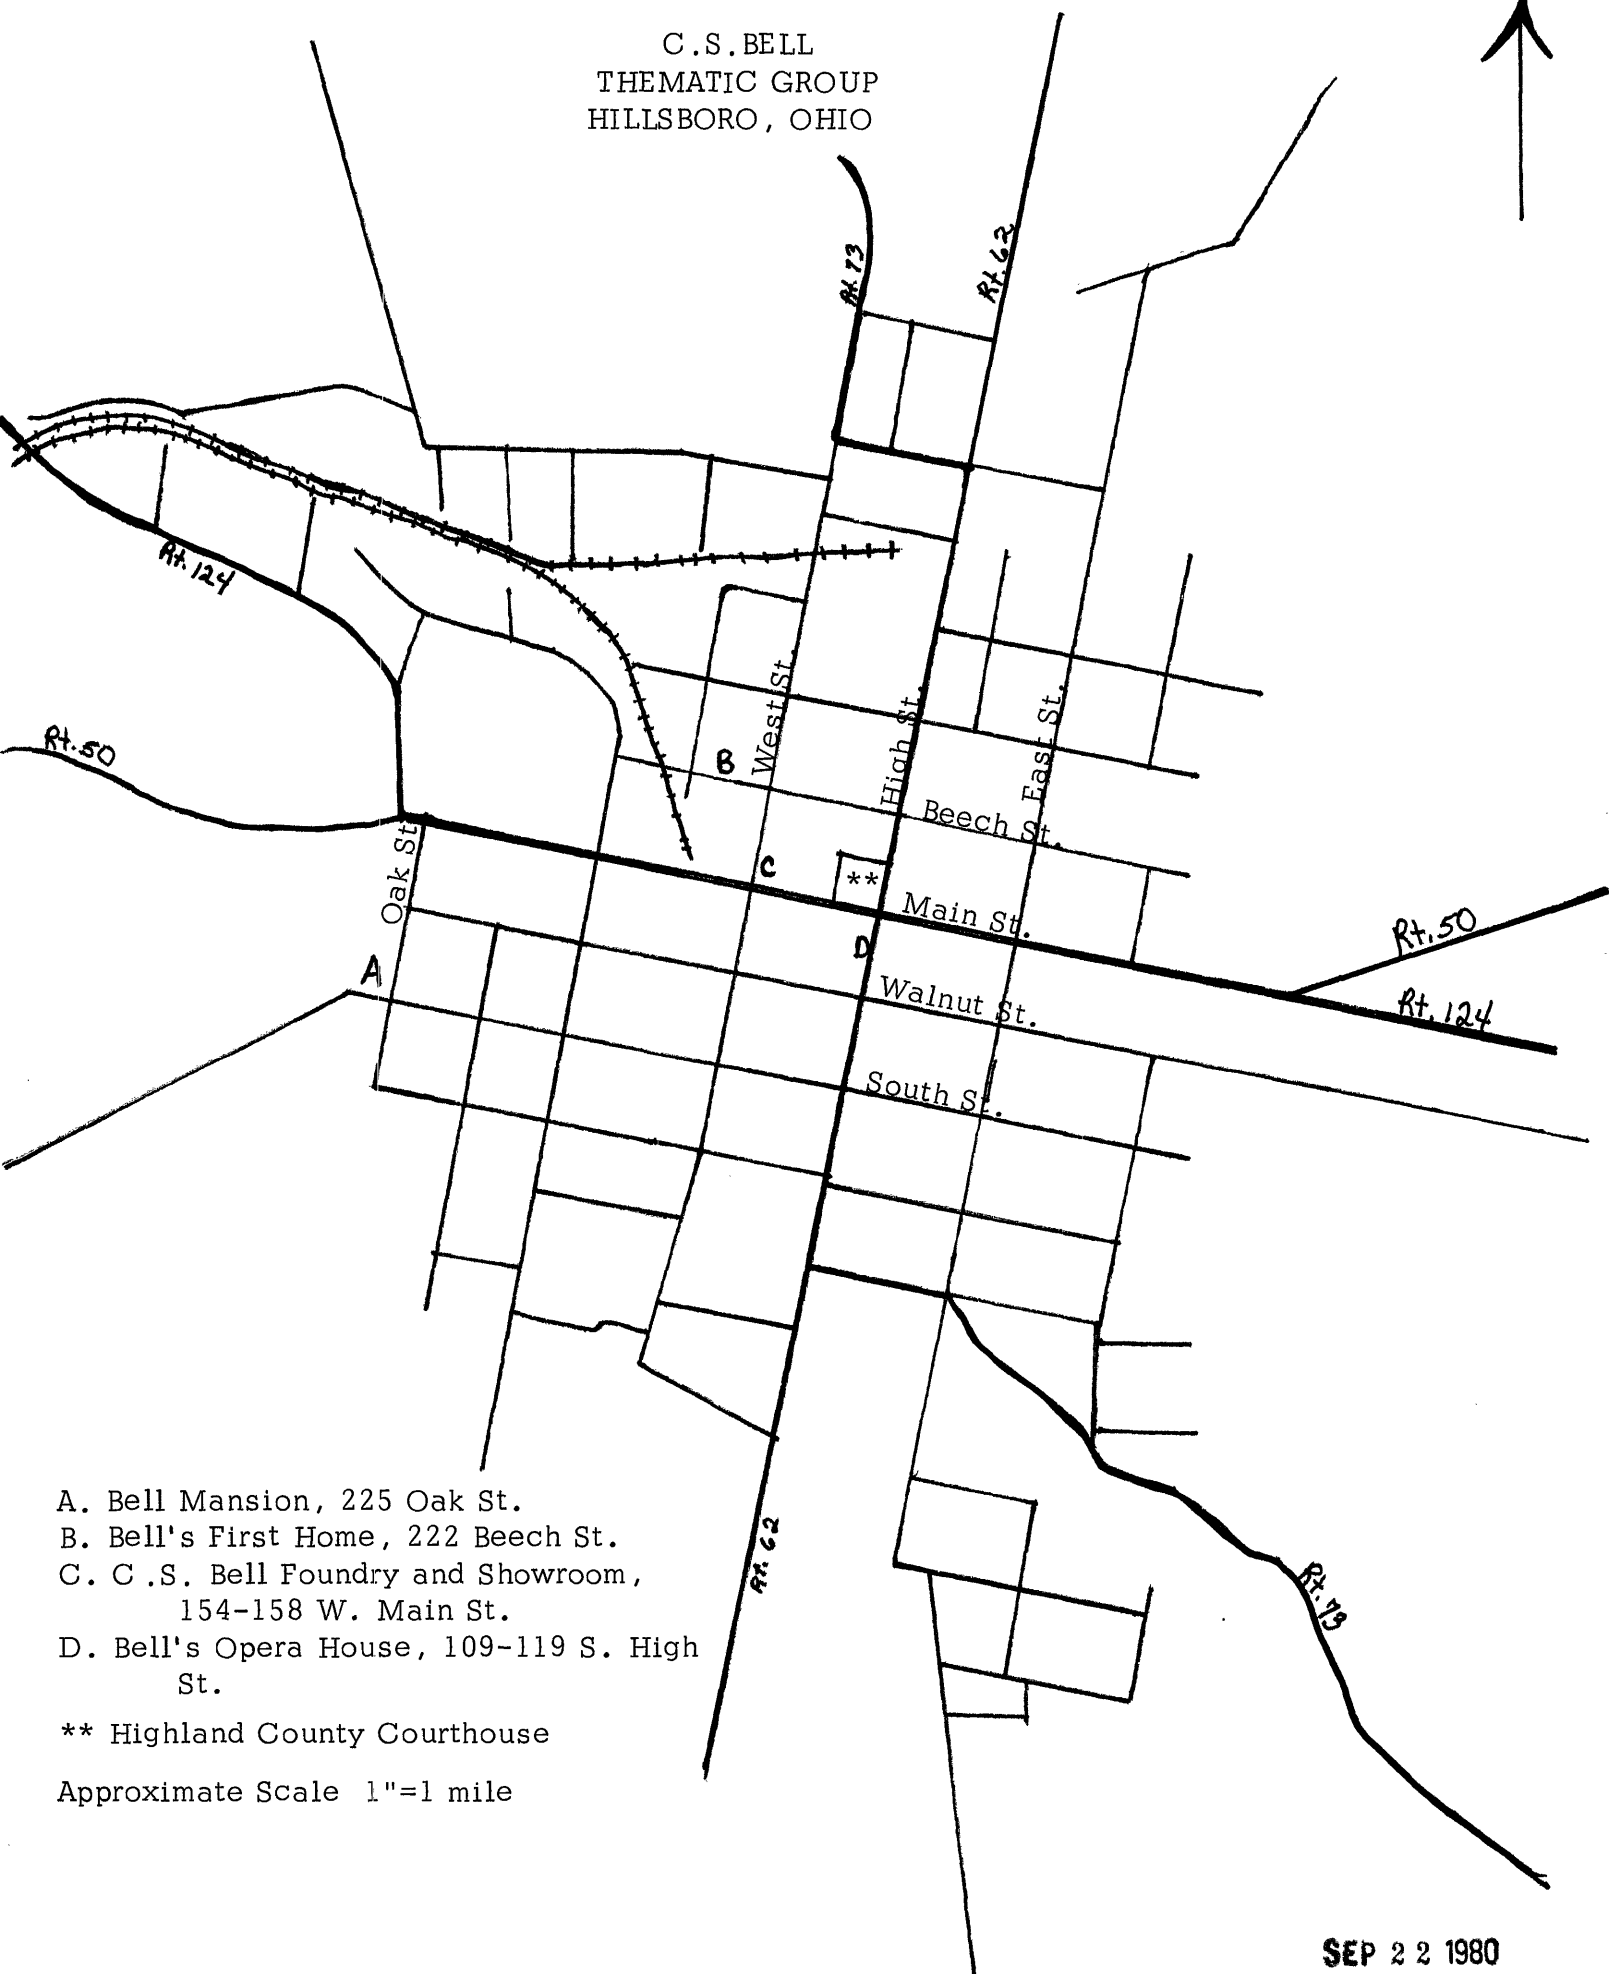 C.S.BELL
THEMATIC GROUP
HILLSBORO, OHIO
Rt. 73
Rt. 62
Rt. 124
Rt. 50
West St.
High St.
East St.
B
Beech St.
Oak St.
C
**
Main St.
D
Rt. 50
A
Walnut St.
Rt. 124
South St.
A. Bell Mansion, 225 Oak St.
B. Bell's First Home, 222 Beech St.
C. C.S. Bell Foundry and Showroom,
154-158 W. Main St.
D. Bell's Opera House, 109-119 S. High
St.
** Highland County Courthouse
Approximate Scale 1"=1 mile
Rt. 62
Rt. 73
SEP 22 1980